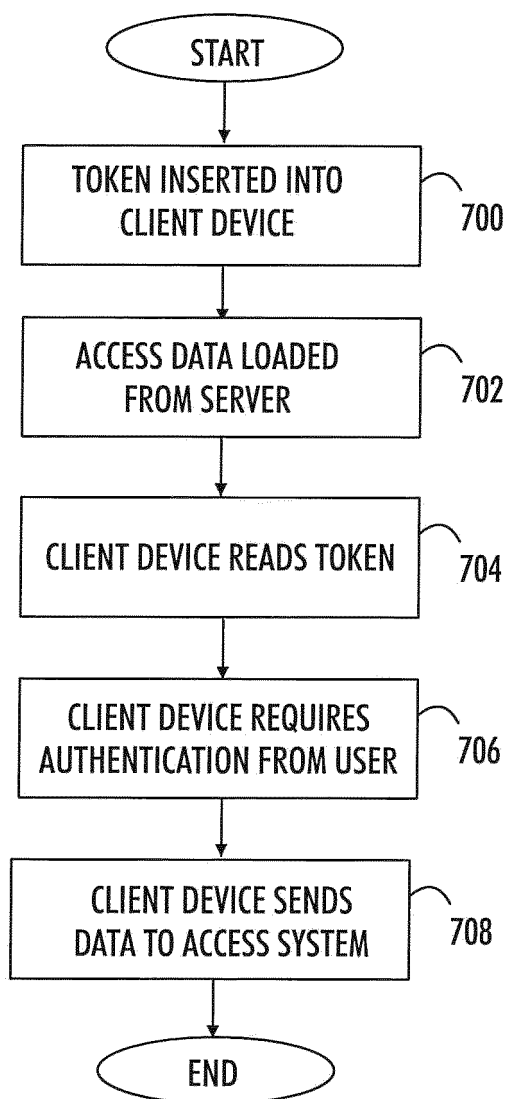 START
TOKEN INSERTED INTO
CLIENT DEVICE
700
ACCESS DATA LOADED
FROM SERVER
702
CLIENT DEVICE READS TOKEN
704
CLIENT DEVICE REQUIRES
AUTHENTICATION FROM USER
706
CLIENT DEVICE SENDS
DATA TO ACCESS SYSTEM
708
END